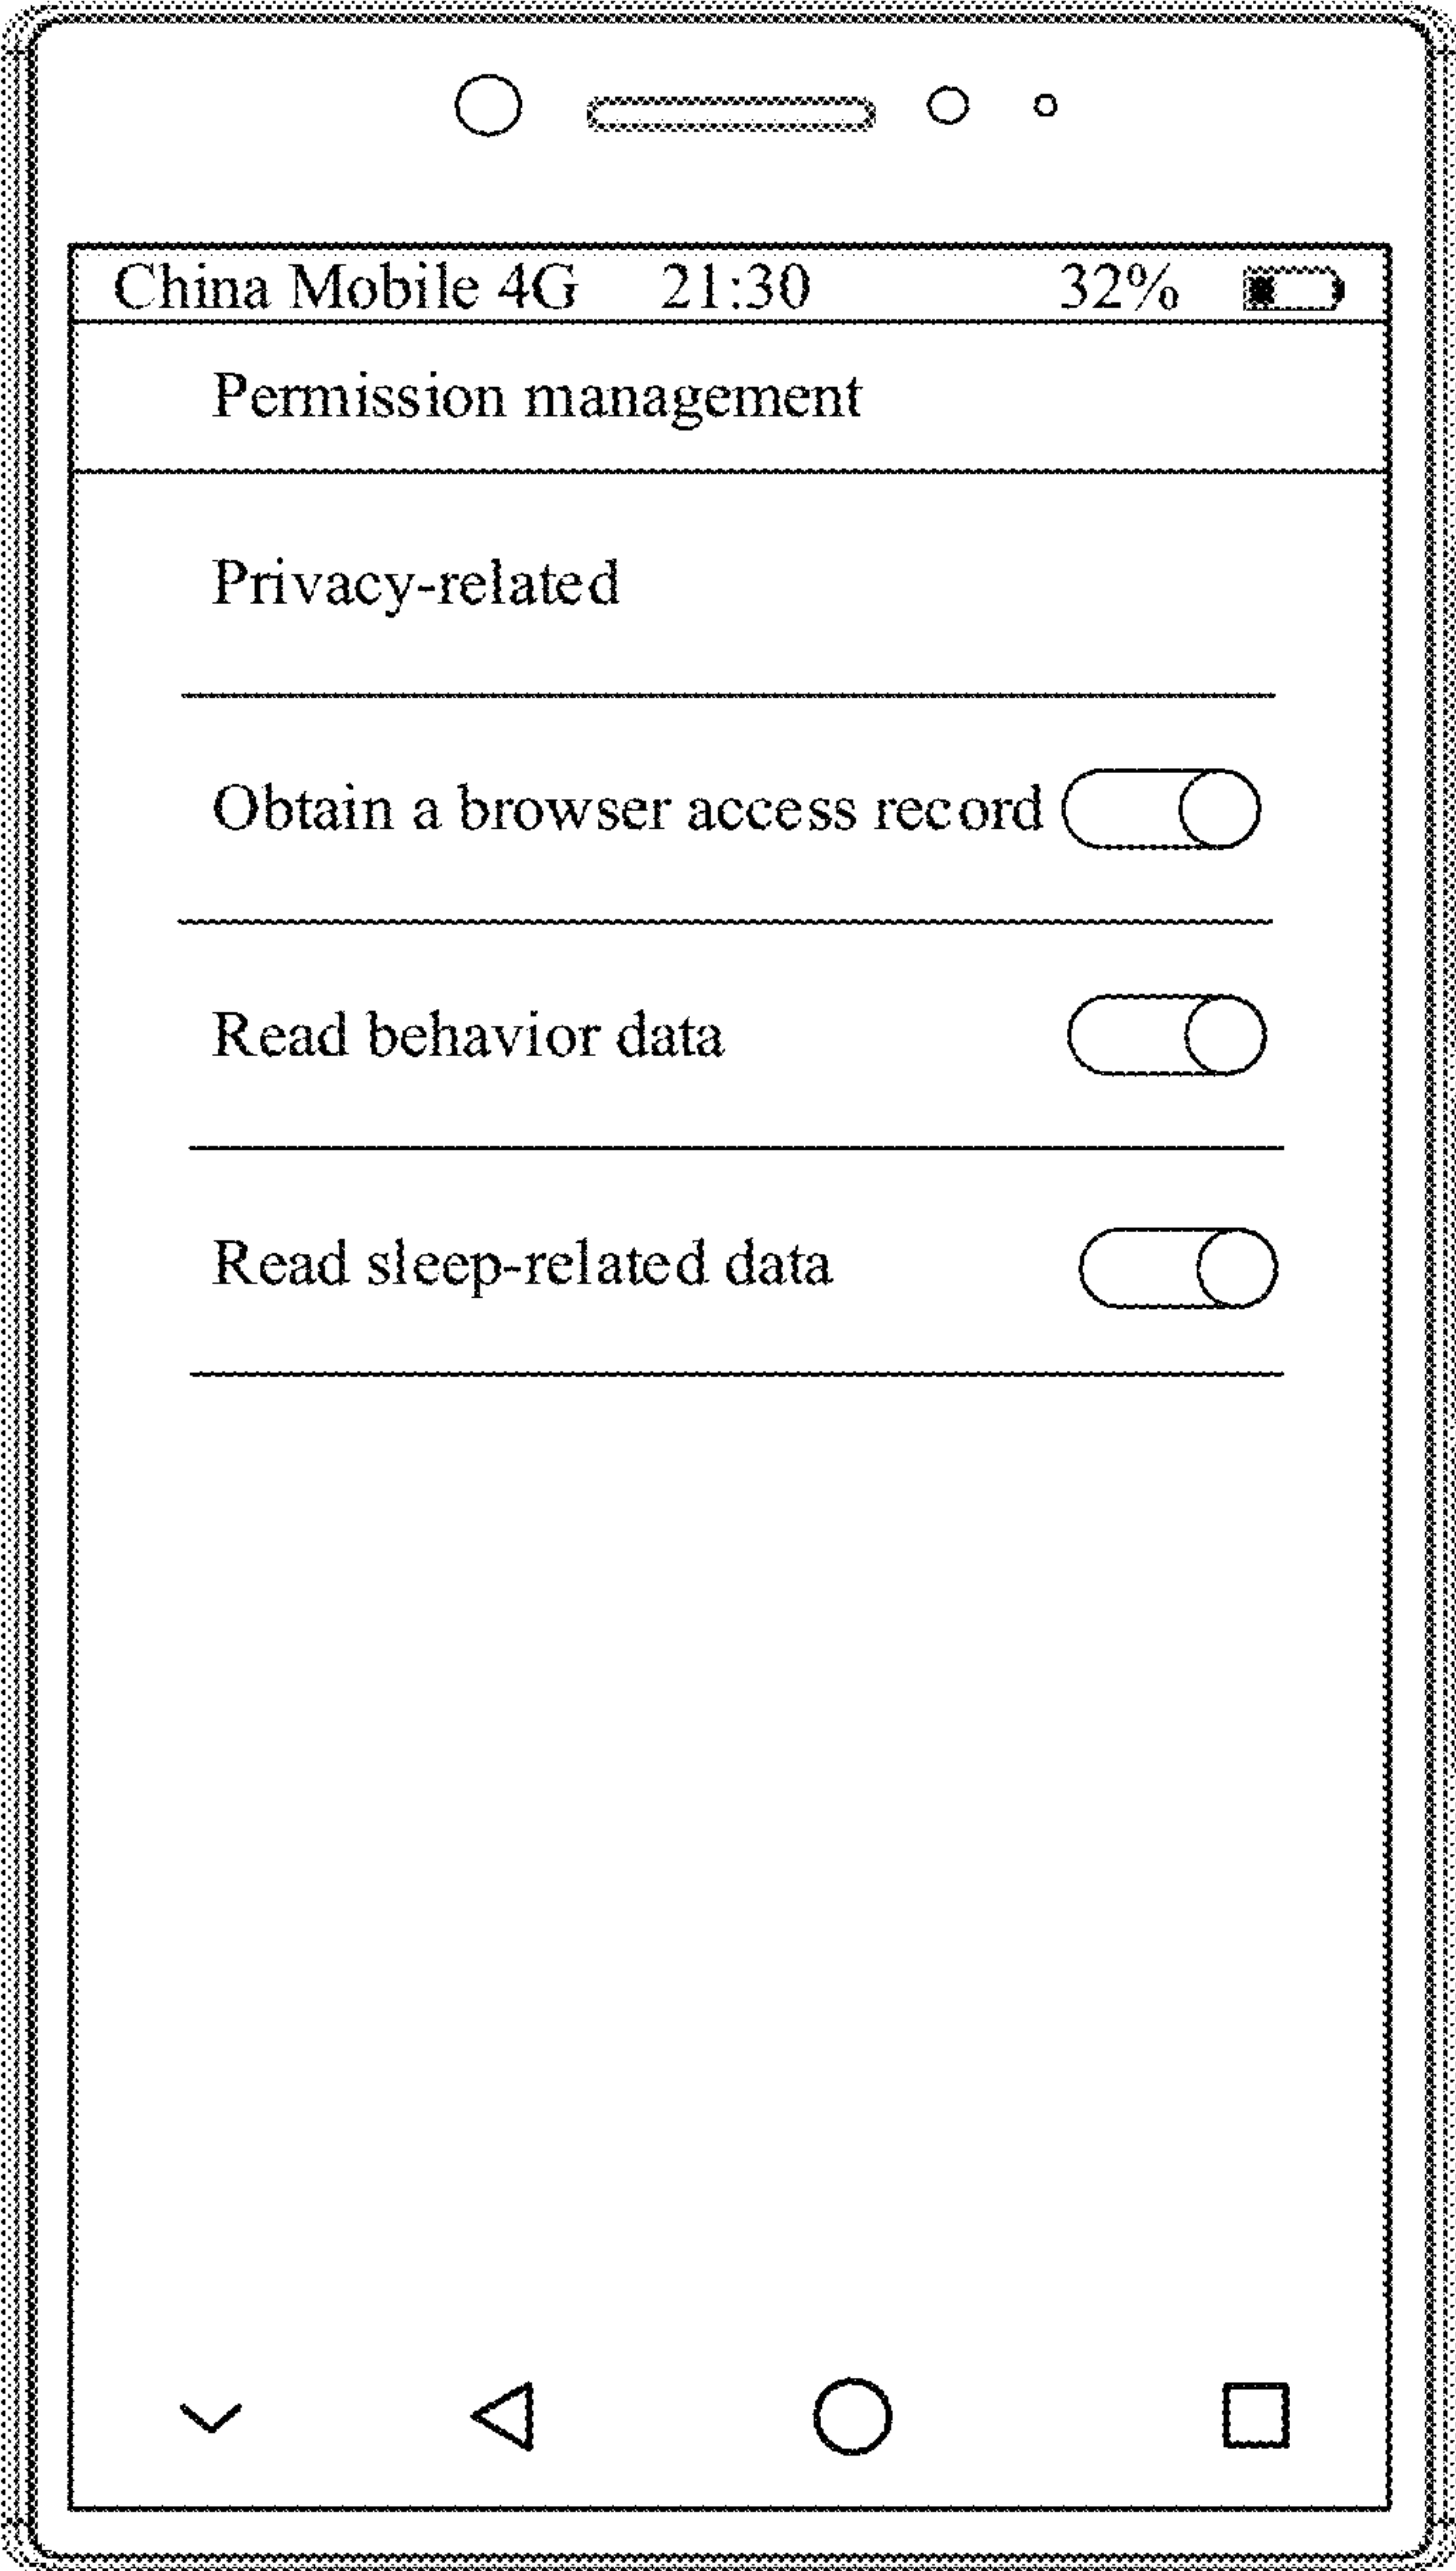 China Mobile 4G 21:30 32%
Permission management
Privacy-related
Obtain a browser access record
Read behavior data
Read sleep-related data